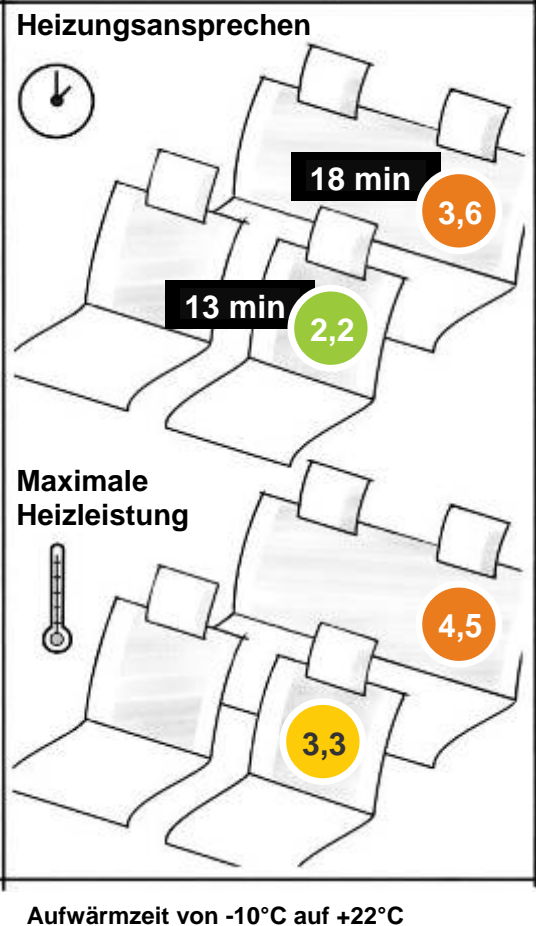 Heizungsansprechen
18 min
3,6
13 min
2,2
Maximale
Heizleistung
4,5
3,3
Aufwärmzeit von -10°C auf +22°C